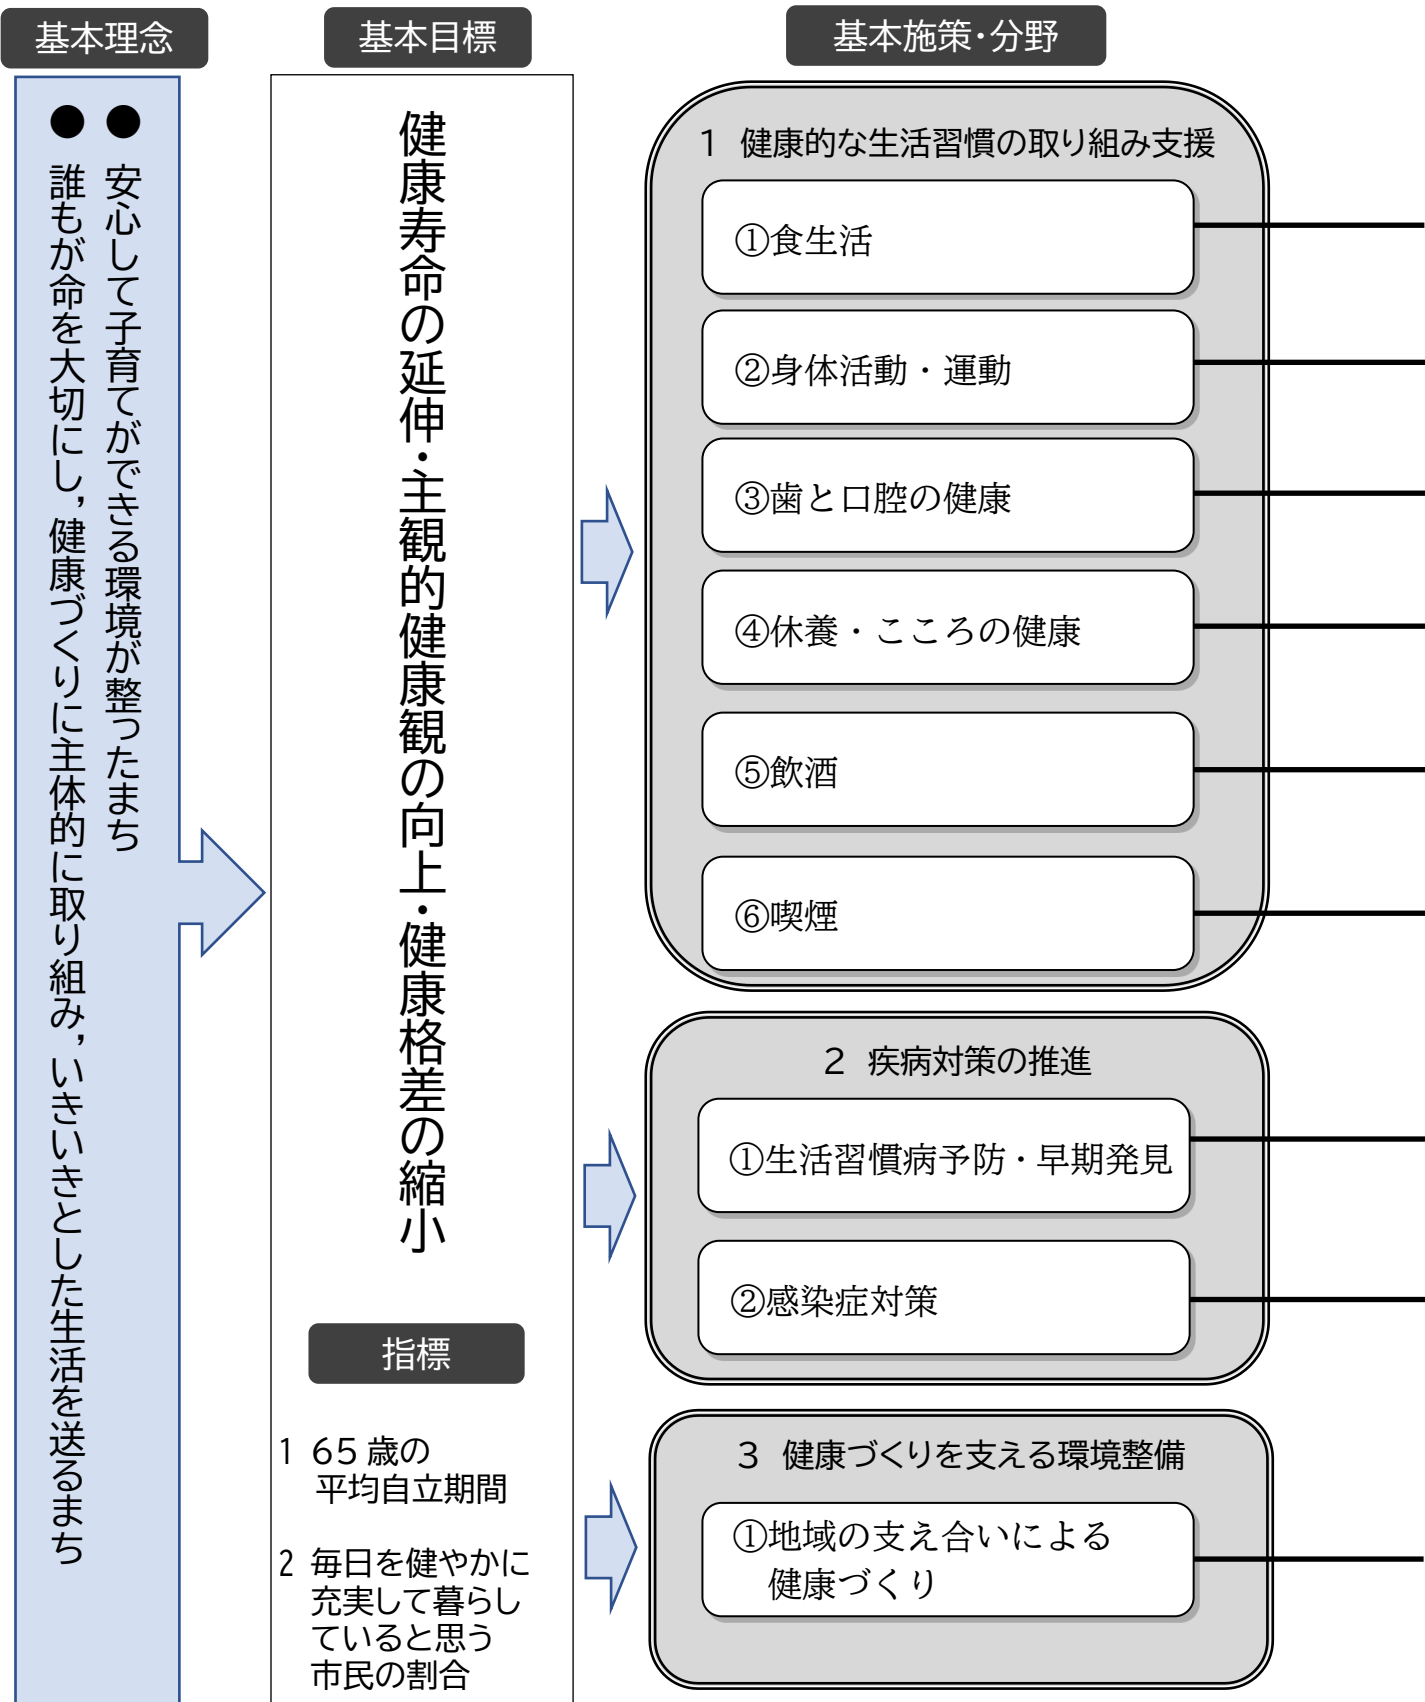 基本理念
● 安心して子育てができる環境が整ったまち
● 誰もが命を大切にし，健康づくりに主体的に取り組み，いきいきとした生活を送るまち
基本目標
健康寿命の延伸・主観的健康観の向上・健康格差の縮小
指標
1 65歳の
平均自立期間
2 毎日を健やかに
充実して暮らし
ていると思う
市民の割合
基本施策・分野
1 健康的な生活習慣の取り組み支援
①食生活
②身体活動・運動
③歯と口腔の健康
④休養・こころの健康
⑤飲酒
⑥喫煙
2 疾病対策の推進
①生活習慣病予防・早期発見
②感染症対策
3 健康づくりを支える環境整備
①地域の支え合いによる
健康づくり